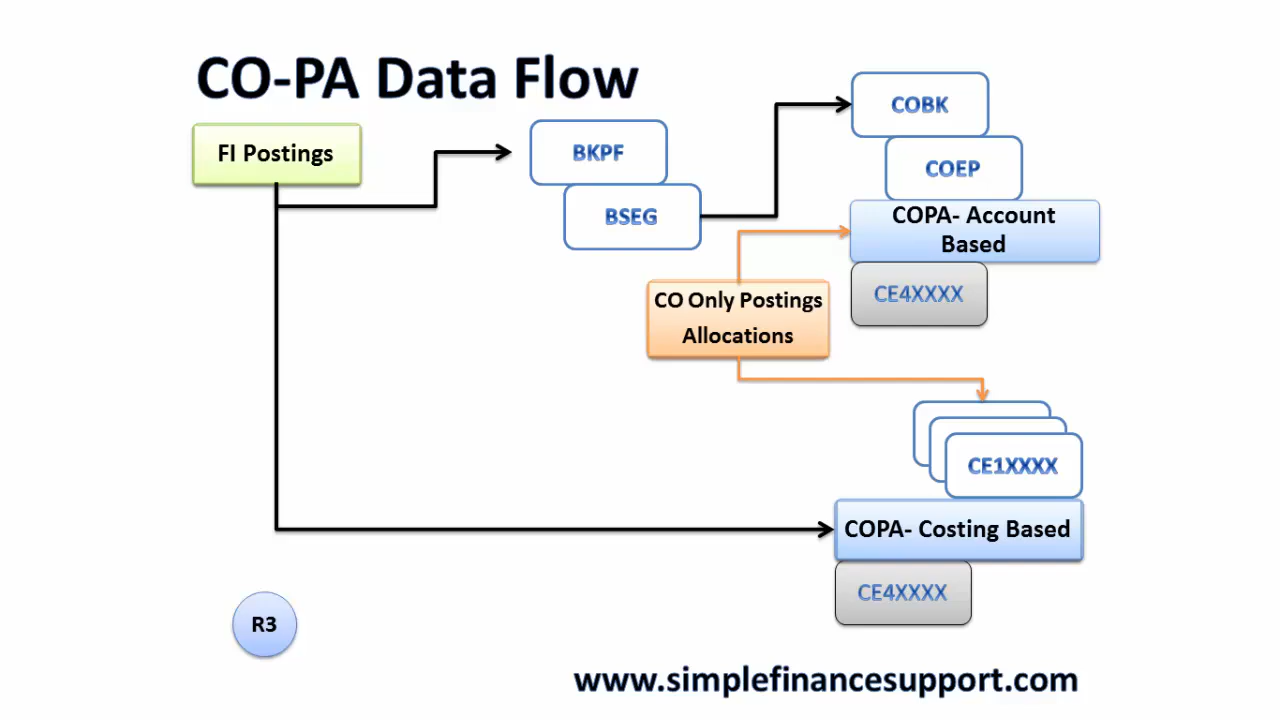 CO-PA Data Flow
FI Postings
BKPF
BSEG
COBK
COEP
COPA- Account
Based
CE4XXXX
CO Only Postings
Allocations
CE1XXXX
COPA- Costing Based
CE4XXXX
R3
www.simplefinancesupport.com